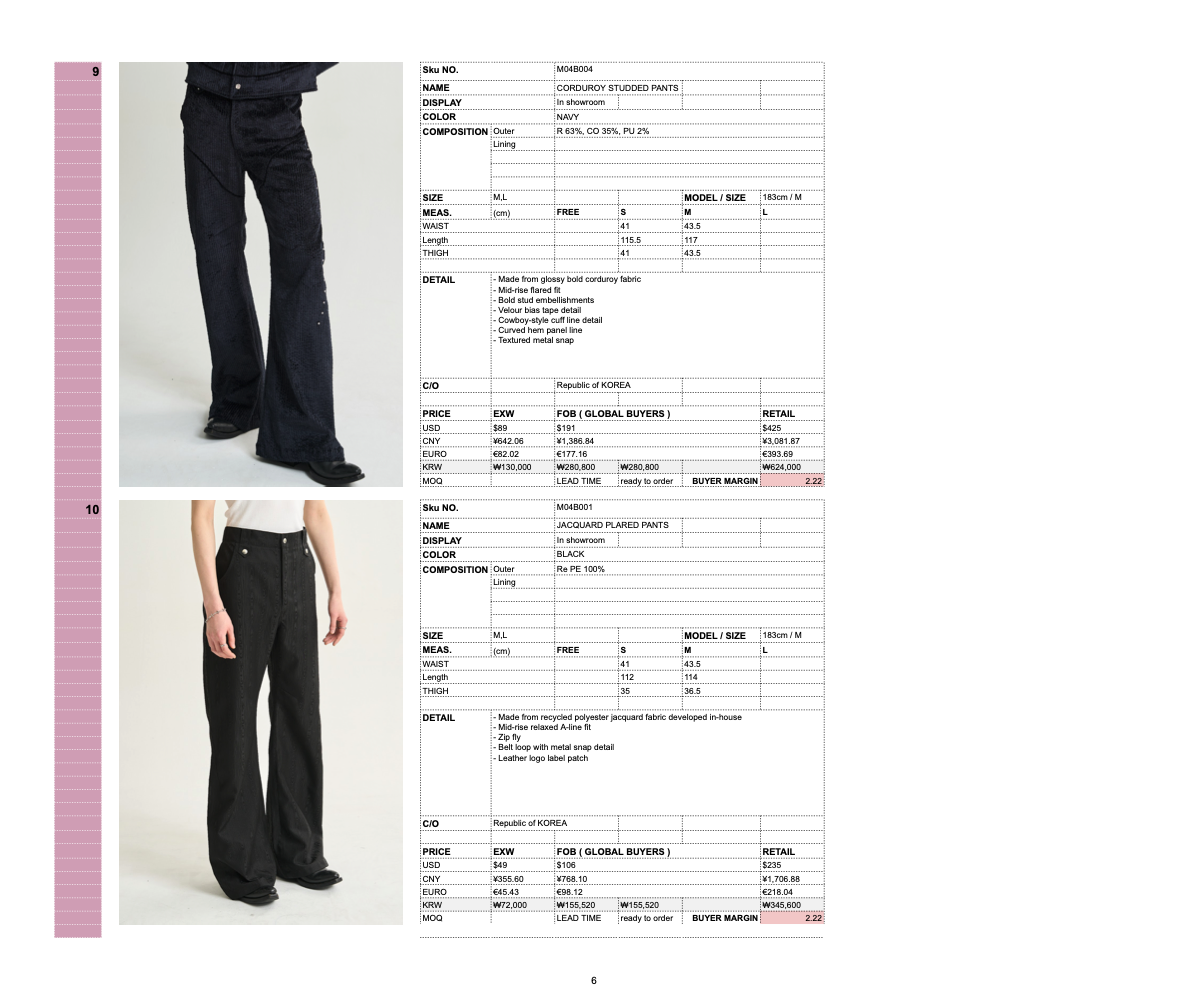 9
Sku NO. M04B004
NAME CORDUROY STUDDED PANTS
DISPLAY In showroom
COLOR NAVY
COMPOSITION Outer R 63%, CO 35%, PU 2%
Lining
SIZE M,L MODEL / SIZE 183cm / M
MEAS. (cm) FREE S M L
WAIST 41 43.5
Length 115.5 117
THIGH 41 43.5
DETAIL - Made from glossy bold corduroy fabric
- Mid-rise flared fit
- Bold stud embellishments
- Velour bias tape detail
- Cowboy-style cuff line detail
- Curved hem panel line
- Textured metal snap
C/O Republic of KOREA
PRICE EXW FOB ( GLOBAL BUYERS ) RETAIL
USD $89 $191 $425
CNY ¥642.06 ¥1,386.84 ¥3,081.87
EURO €82.02 €177.16 €393.69
KRW ₩130,000 ₩280,800 ₩280,800 ₩624,000
MOQ LEAD TIME ready to order BUYER MARGIN 2.22
10
Sku NO. M04B001
NAME JACQUARD PLARED PANTS
DISPLAY In showroom
COLOR BLACK
COMPOSITION Outer Re PE 100%
Lining
SIZE M,L MODEL / SIZE 183cm / M
MEAS. (cm) FREE S M L
WAIST 41 43.5
Length 112 114
THIGH 35 36.5
DETAIL - Made from recycled polyester jacquard fabric developed in-house
- Mid-rise relaxed A-line fit
- Zip fly
- Belt loop with metal snap detail
- Leather logo label patch
C/O Republic of KOREA
PRICE EXW FOB ( GLOBAL BUYERS ) RETAIL
USD $49 $106 $235
CNY ¥355.60 ¥768.10 ¥1,706.88
EURO €45.43 €98.12 €218.04
KRW ₩72,000 ₩155,520 ₩155,520 ₩345,600
MOQ LEAD TIME ready to order BUYER MARGIN 2.22
6